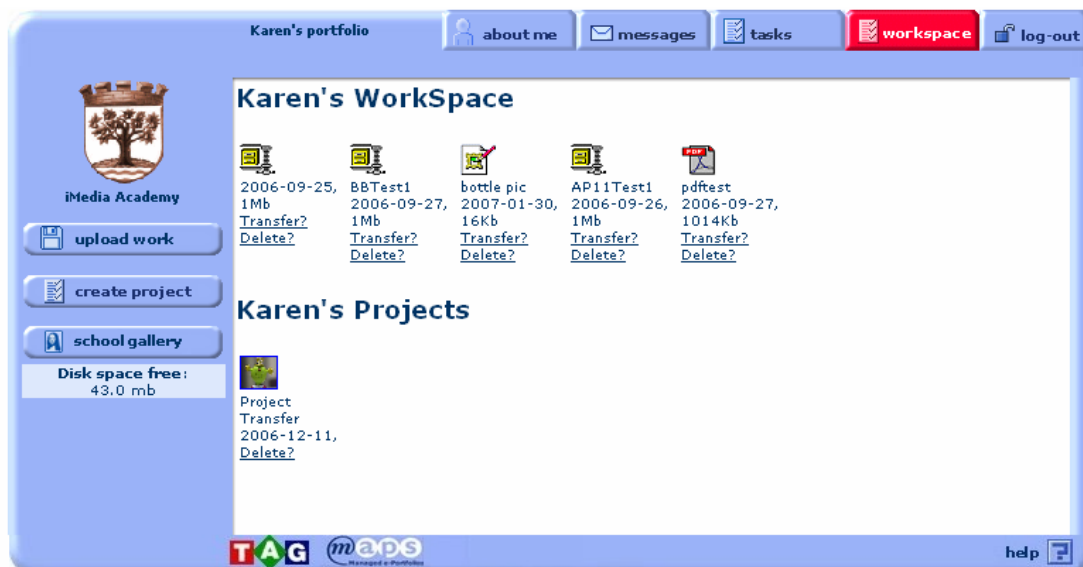 Karen's portfolio
about me
messages
tasks
workspace
log-out
iMedia Academy
upload work
create project
school gallery
Disk space free:
43.0 mb
Karen's WorkSpace
2006-09-25,
1Mb
Transfer?
Delete?
BBTest1
2006-09-27,
1Mb
Transfer?
Delete?
bottle pic
2007-01-30,
16Kb
Transfer?
Delete?
AP11Test1
2006-09-26,
1Mb
Transfer?
Delete?
PDF
pdftest
2006-09-27,
1014Kb
Transfer?
Delete?
Karen's Projects
Project
Transfer
2006-12-11,
Delete?
TAG
maps
Managed e-Portfolios
help ?